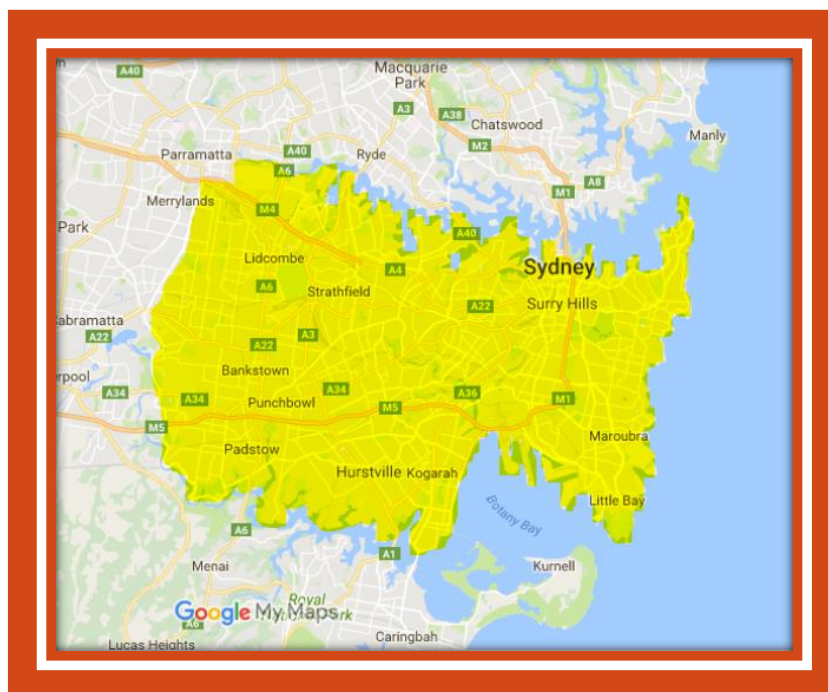 A40
Macquarie
Park
A3
A38
Chatswood
M2
Manly
Parramatta
A40
Ryde
A6
M1
A8
Merrylands
M4
Park
A40
Lidcombe
A4
Sydney
A6
Strathfield
A22
Surry Hills
Cabramatta
A22
A3
A22
Bankstown
A34
A34
A34
A36
Punchbowl
M5
M1
M5
Maroubra
Padstow
Hurstville
Kogarah
Little Bay
Botany Bay
A6
A1
Menai
Kurnell
Royal
Google My Maps
Caringbah
A6
Lucas Heights